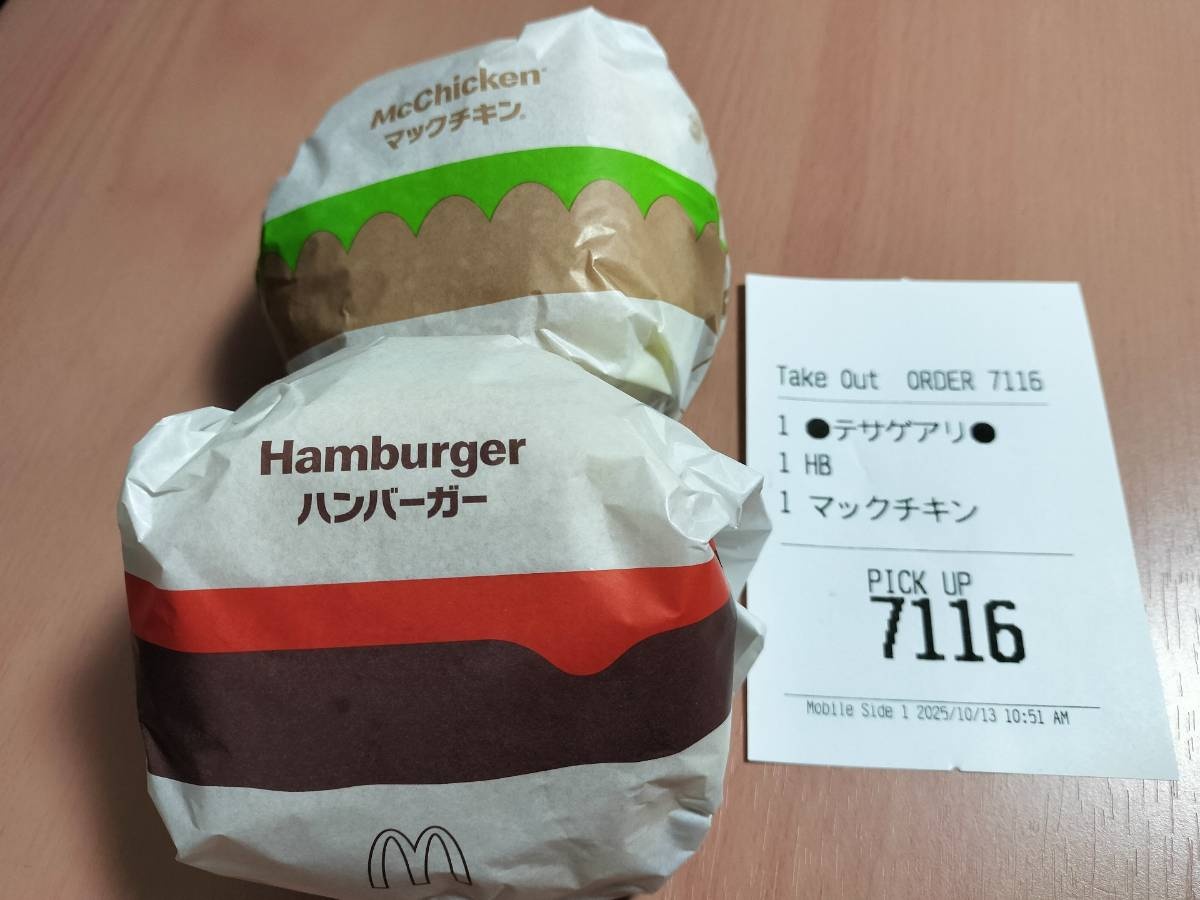 McChicken®
マックチキン®
Hamburger
ハンバーガー
Take Out ORDER 7116
1 ●テサゲアリ●
1 HB
1 マックチキン
PICK UP
7116
Mobile Side 1 2025/10/13 10:51 AM